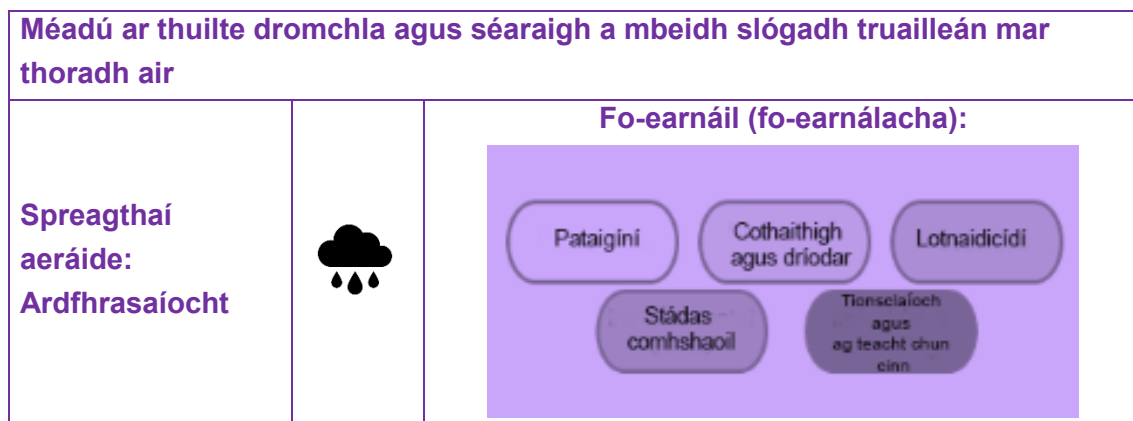 Méadú ar thuilte dromchla agus séaraigh a mbeidh slógadh truailleán mar
thoradh air
Spreagthaí
aeráide:
Ardfhrasaíocht
Fo-earnáil (fo-earnálacha):
Pataigíní
Cothaithigh
agus dríodar
Lotnaidicídí
Stádas
comhshaoil
Tionsclaíoch
agus
ag teacht chun
cinn